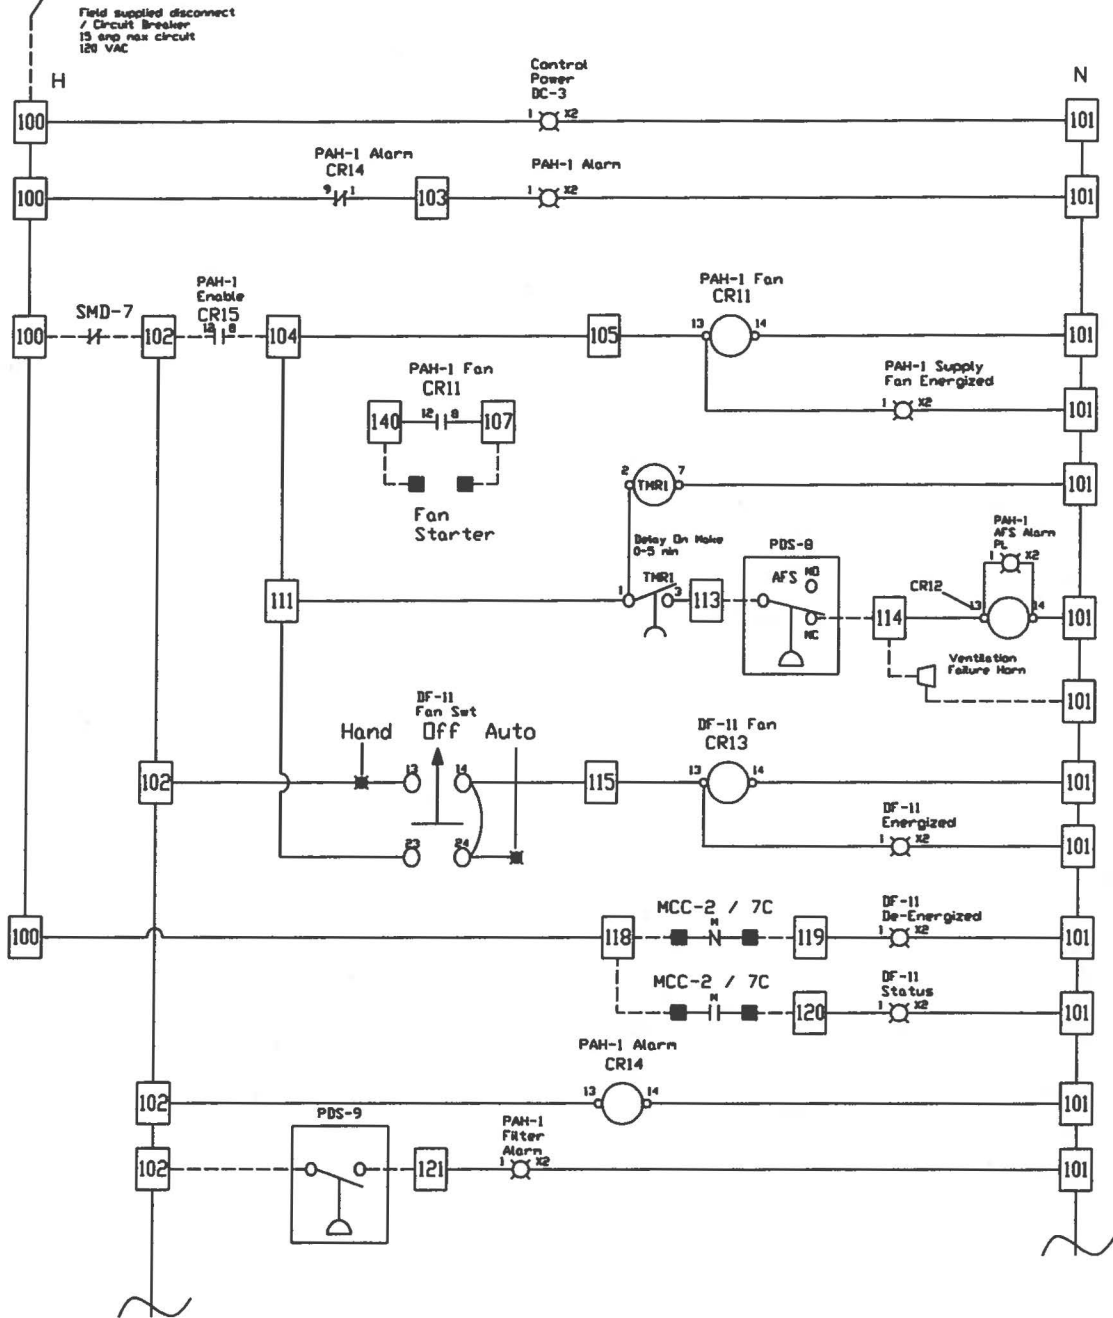 Field supplied disconnect
/ Circuit Breaker
15 amp max circuit
120 VAC
H
N
Control
Power
DC-3
100
1 X2
101
PAH-1 Alarm
CR14
PAH-1 Alarm
100
9 1
103
1 X2
101
PAH-1
Enable
CR15
SMD-7
PAH-1 Fan
CR11
100
102
12 8
104
105
13 14
101
PAH-1 Fan
CR11
PAH-1 Supply
Fan Energized
140
12 8
107
1 X2
101
Fan
Starter
2 TMR1 7
101
Delay On Make
0-5 min
PDS-8
PAH-1
AFS Alarm
PL
1 X2
111
1 TMR1 3
113
AFS NO
NC
114
CR12
13 14
101
Ventilation
Failure Horn
101
DF-11
Fan Swt
Hand Off Auto
DF-11 Fan
CR13
102
13 14
115
13 14
101
DF-11
Energized
23 24
1 X2
101
MCC-2 / 7C
DF-11
De-Energized
100
118
M
119
1 X2
101
MCC-2 / 7C
DF-11
Status
M
120
1 X2
101
PAH-1 Alarm
CR14
102
13 14
101
PDS-9
PAH-1
Filter
Alarm
102
121
1 X2
101